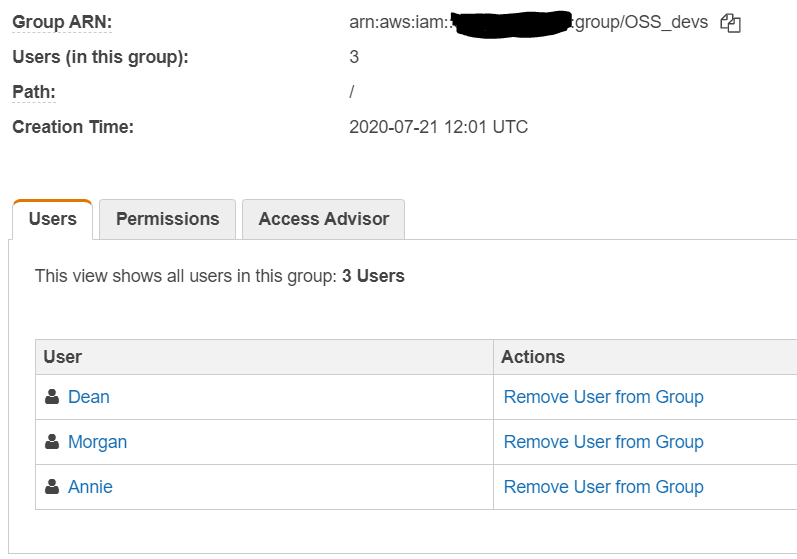 Group ARN: arn:aws:iam:: :group/OSS_devs
Users (in this group): 3
Path: /
Creation Time: 2020-07-21 12:01 UTC
Users Permissions Access Advisor
This view shows all users in this group: 3 Users
User Actions
Dean Remove User from Group
Morgan Remove User from Group
Annie Remove User from Group